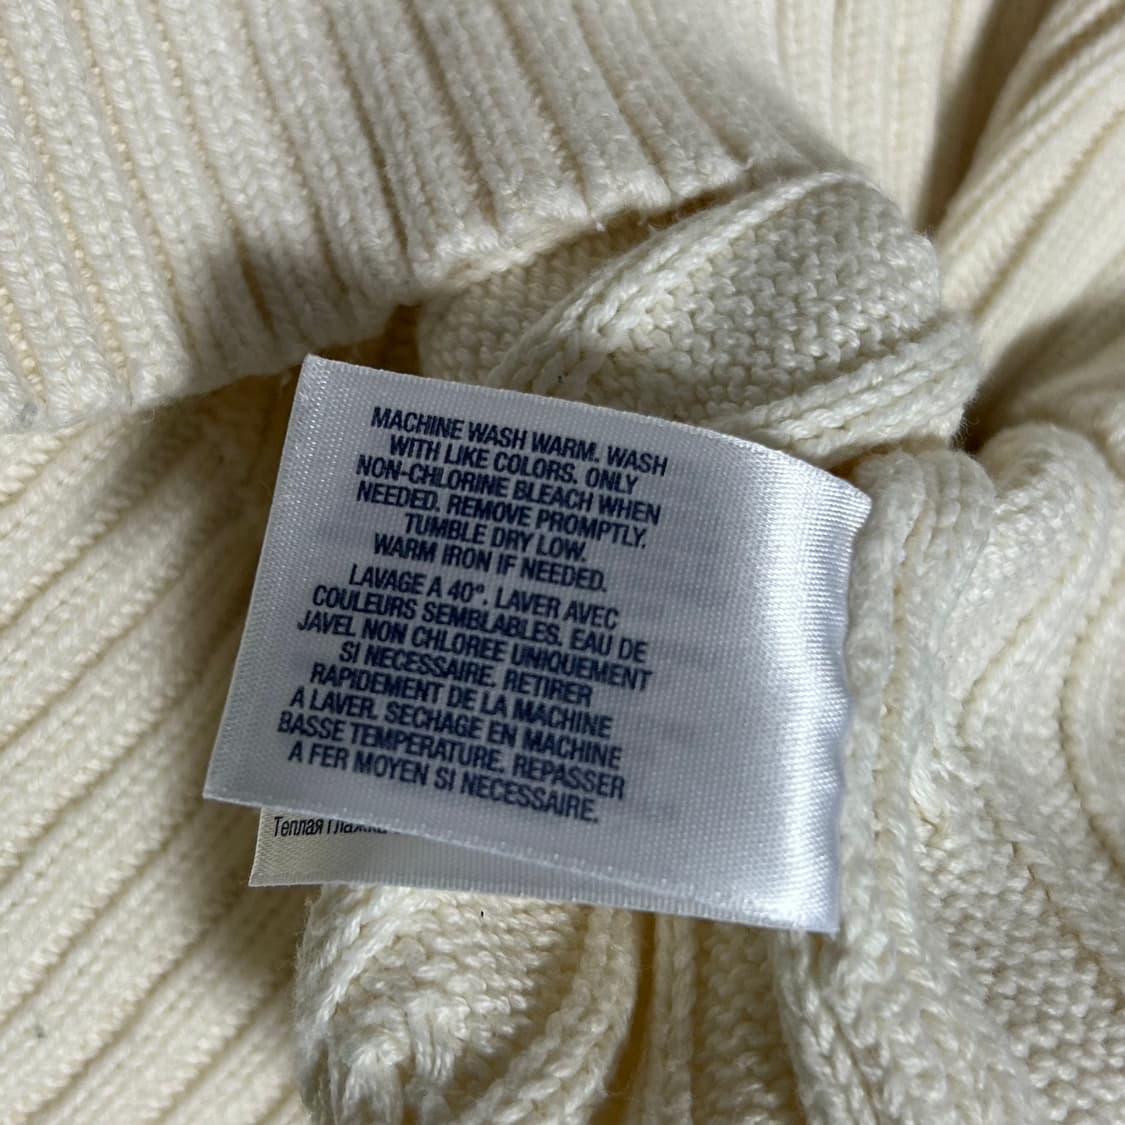 MACHINE WASH WARM. WASH
WITH LIKE COLORS. ONLY
NON-CHLORINE BLEACH WHEN
NEEDED. REMOVE PROMPTLY.
TUMBLE DRY LOW.
WARM IRON IF NEEDED.
LAVAGE A 40°. LAVER AVEC
COULEURS SEMBLABLES. EAU DE
JAVEL NON CHLOREE UNIQUEMENT
SI NECESSAIRE. RETIRER
RAPIDEMENT DE LA MACHINE
A LAVER. SECHAGE EN MACHINE
BASSE TEMPERATURE. REPASSER
A FER MOYEN SI NECESSAIRE.
Теплая глажка